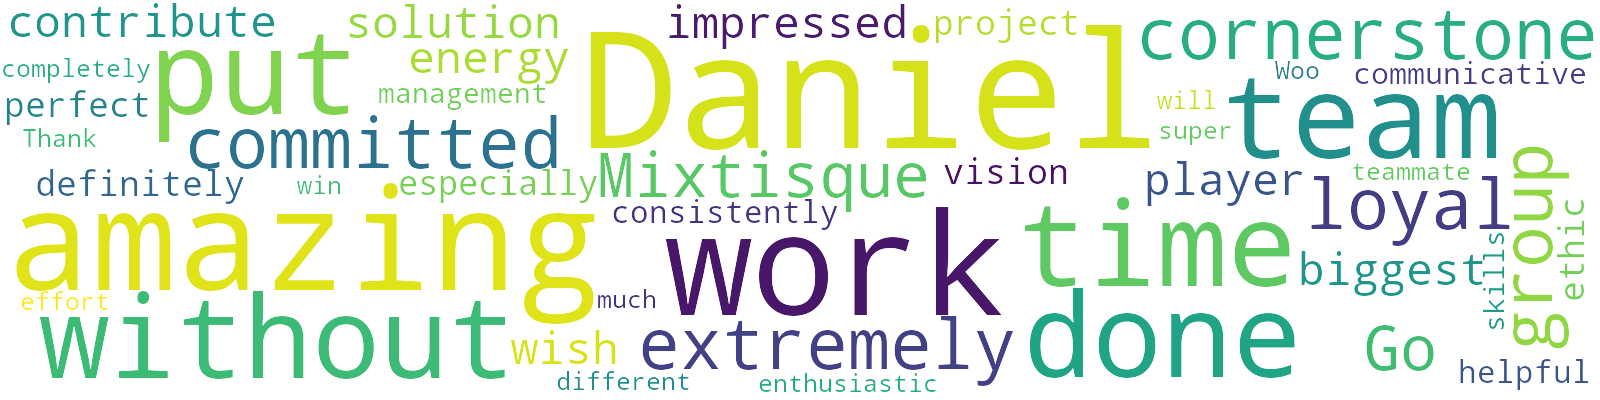 contribute
solution
impressed
project
cornerstone
completely
put
energy
Daniel
Woo
communicative
perfect
management
will
team
Thank
committed
super
definitely
win
especially
Mixtisque
vision
player
teammate
loyal
group
amazing
consistently
work
time
biggest
skills
ethic
effort
without
much
wish
extremely
done
Go
different
enthusiastic
helpful